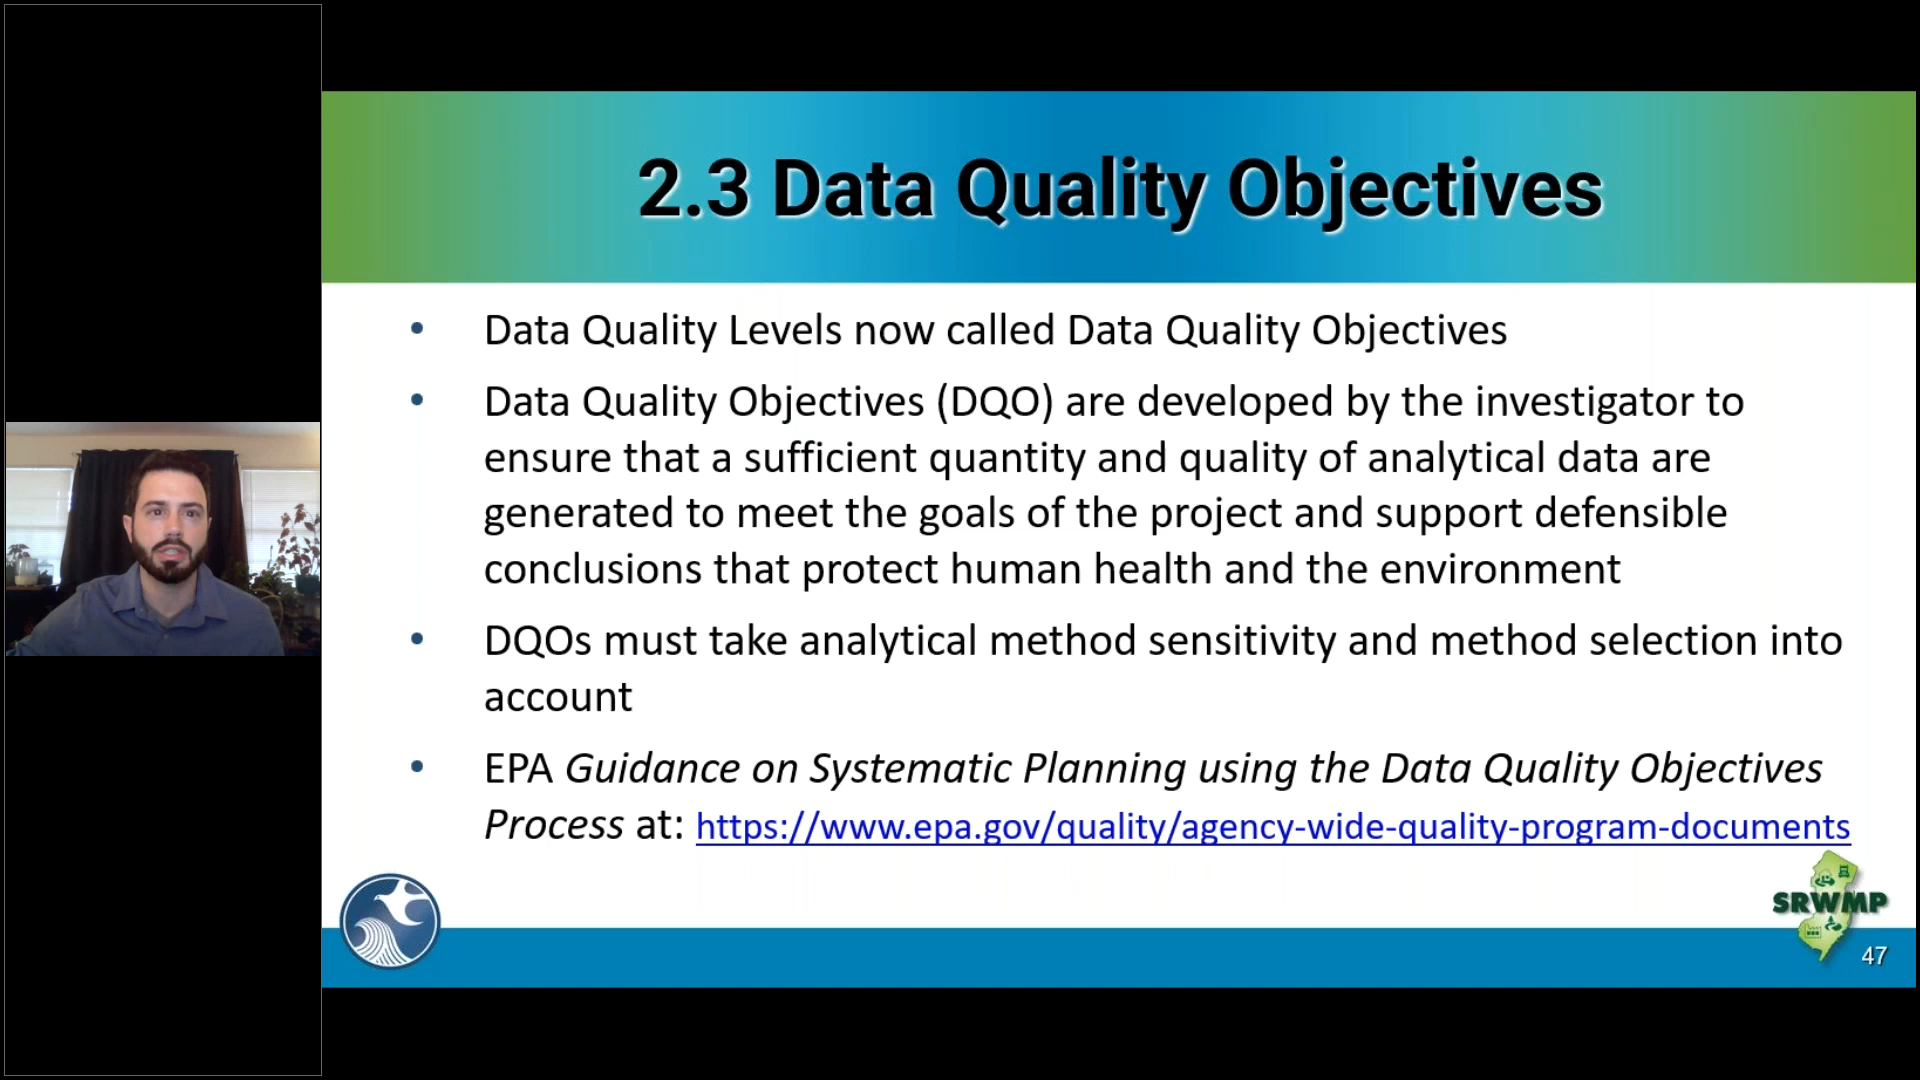 2.3 Data Quality Objectives
• Data Quality Levels now called Data Quality Objectives
• Data Quality Objectives (DQO) are developed by the investigator to
ensure that a sufficient quantity and quality of analytical data are
generated to meet the goals of the project and support defensible
conclusions that protect human health and the environment
• DQOs must take analytical method sensitivity and method selection into
account
• EPA Guidance on Systematic Planning using the Data Quality Objectives
Process at: https://www.epa.gov/quality/agency-wide-quality-program-documents
SRWMP
47